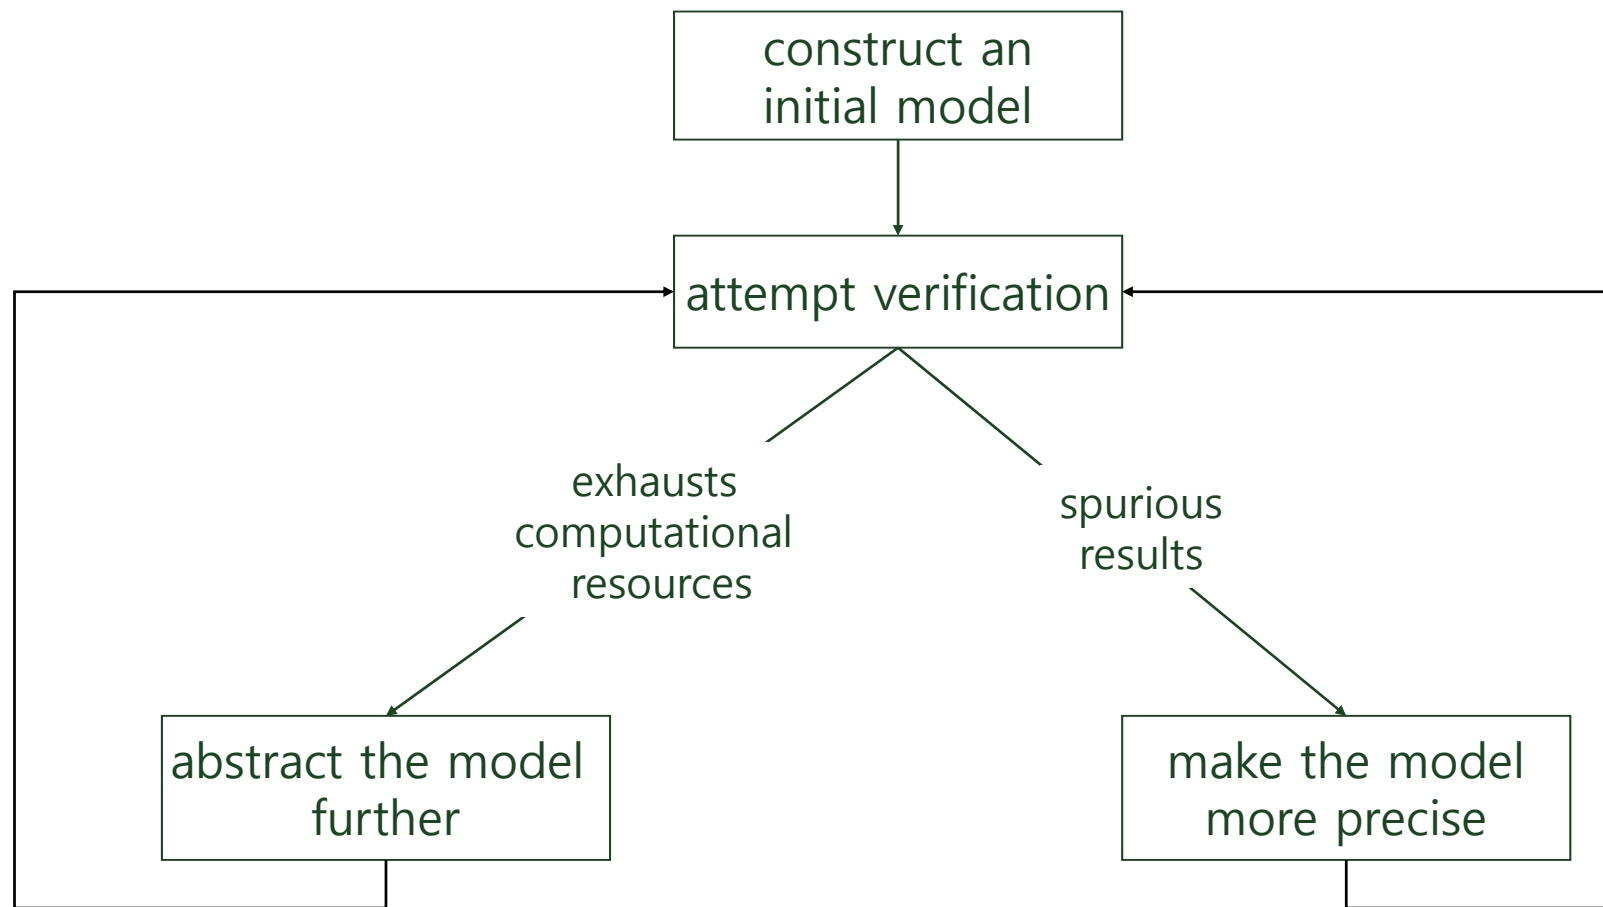 construct an
initial model
attempt verification
exhausts
computational
resources
spurious
results
abstract the model
further
make the model
more precise